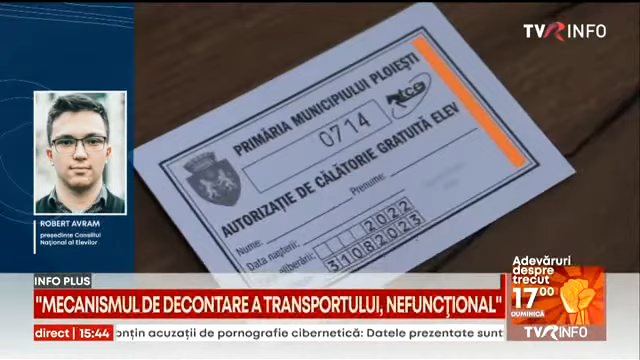 TVR INFO
PRIMĂRIA MUNICIPIULUI PLOIEȘTI
0714
AUTORIZAȚIE DE CĂLĂTORIE GRATUITĂ ELEV
Nume:
Prenume:
Data nașterii:
2022
eliberării:
31082023
ROBERT AVRAM
președinte Consiliul
Național al Elevilor
INFO PLUS
"MECANISMUL DE DECONTARE A TRANSPORTULUI, NEFUNCȚIONAL"
direct | 15:44
onțin acuzații de pornografie cibernetică: Datele prezentate sunt
Adevăruri
despre
trecut
17 00
DUMINICĂ
TVR INFO